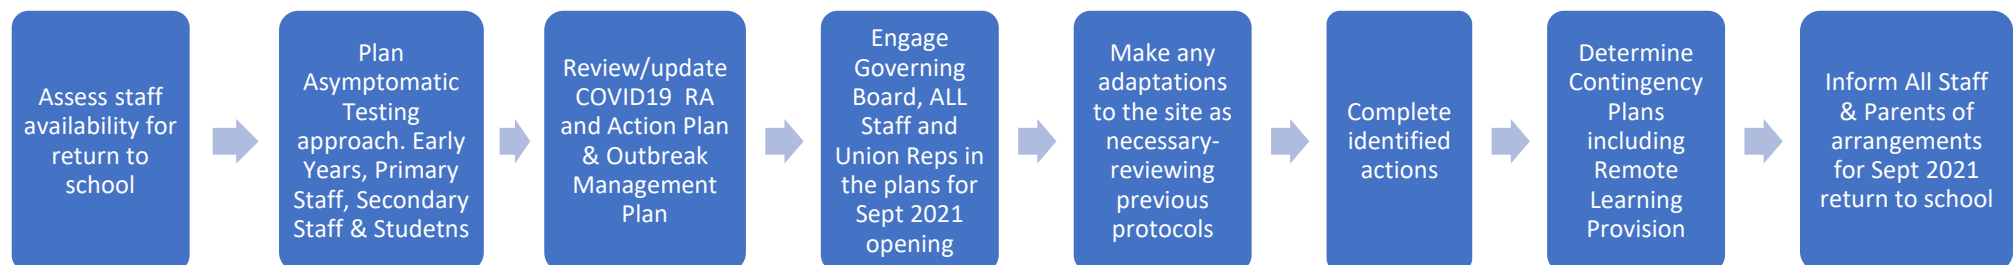 Assess staff
availability for
return to
school
Plan
Asymptomatic
Testing
approach. Early
Years, Primary
Staff, Secondary
Staff & Studetns
Review/update
COVID19  RA
and Action Plan
& Outbreak
Management
Plan
Engage
Governing
Board, ALL
Staff and
Union Reps in
the plans for
Sept 2021
opening
Make any
adaptations
to the site as
necessary-
reviewing
previous
protocols
Complete
identified
actions
Determine
Contingency
Plans
including
Remote
Learning
Provision
Inform All Staff
& Parents of
arrangements
for Sept 2021
return to school